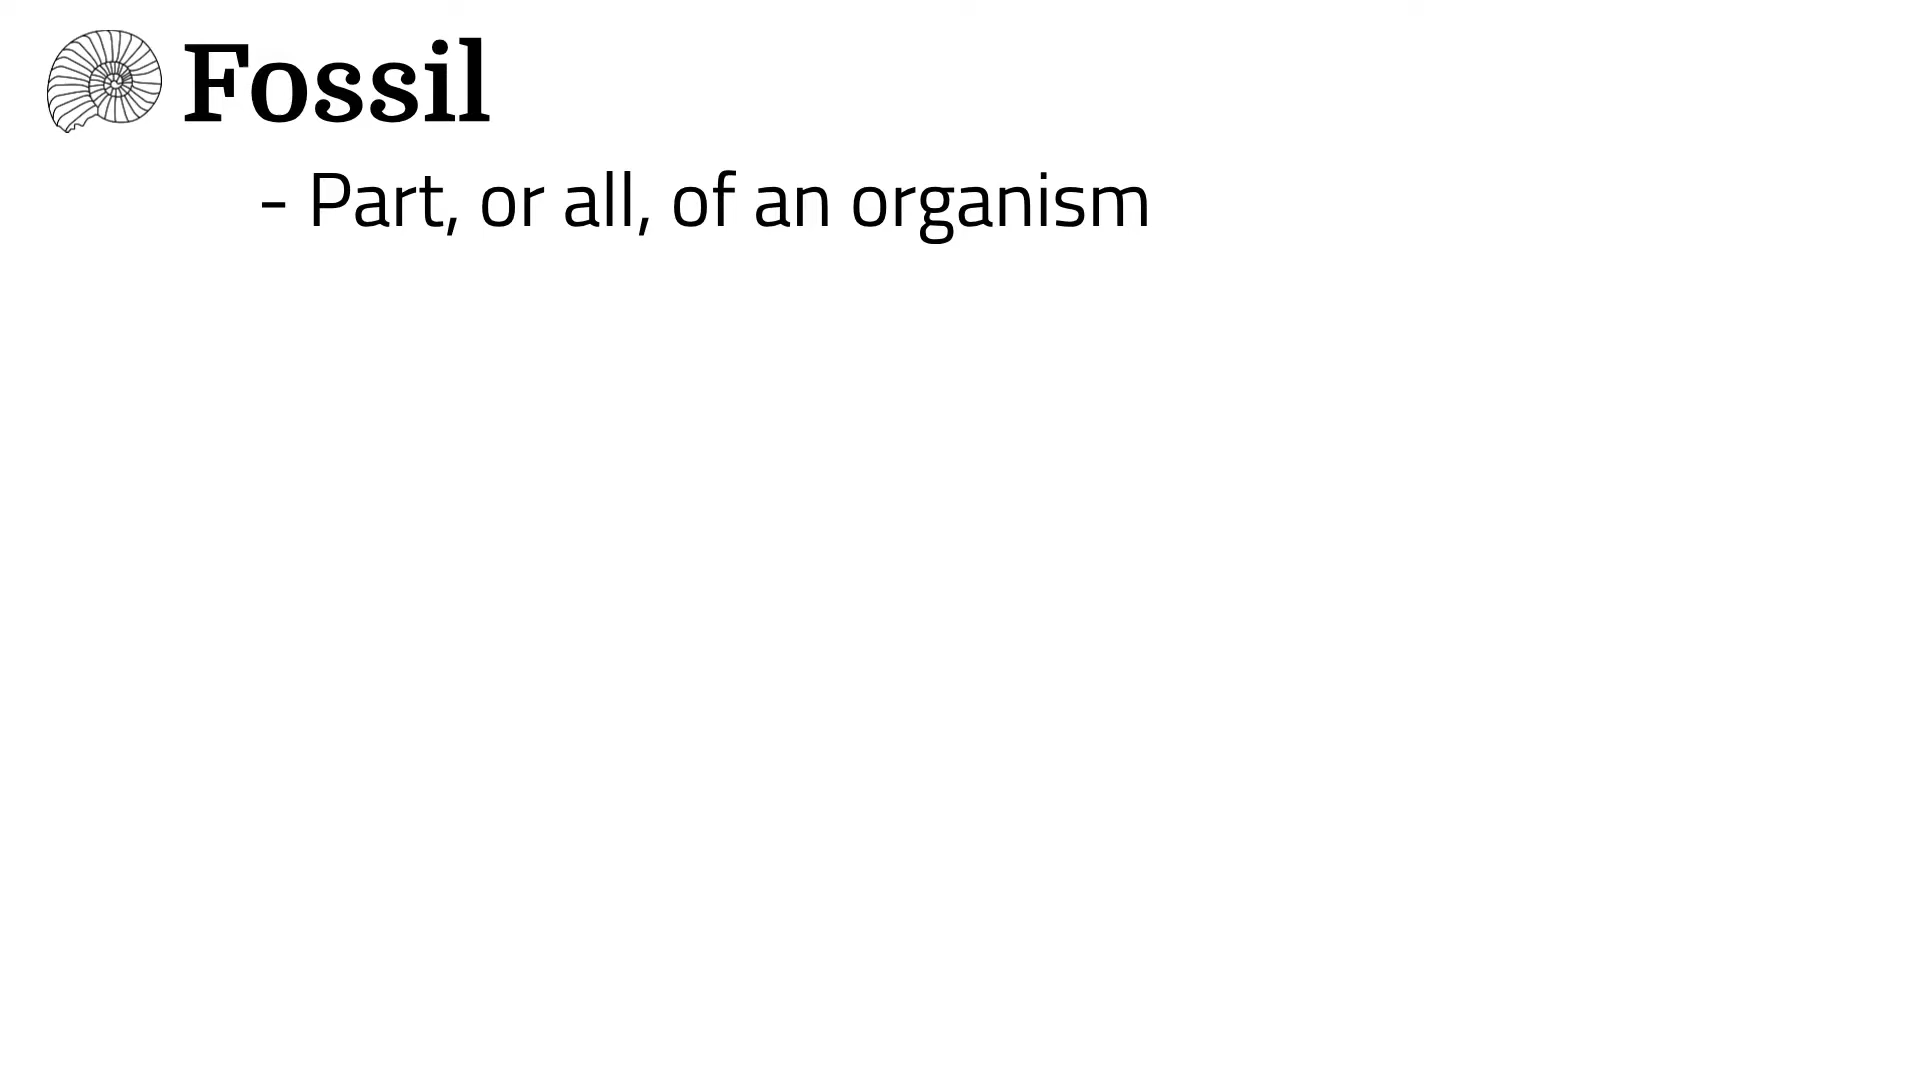 Fossil
- Part, or all, of an organism